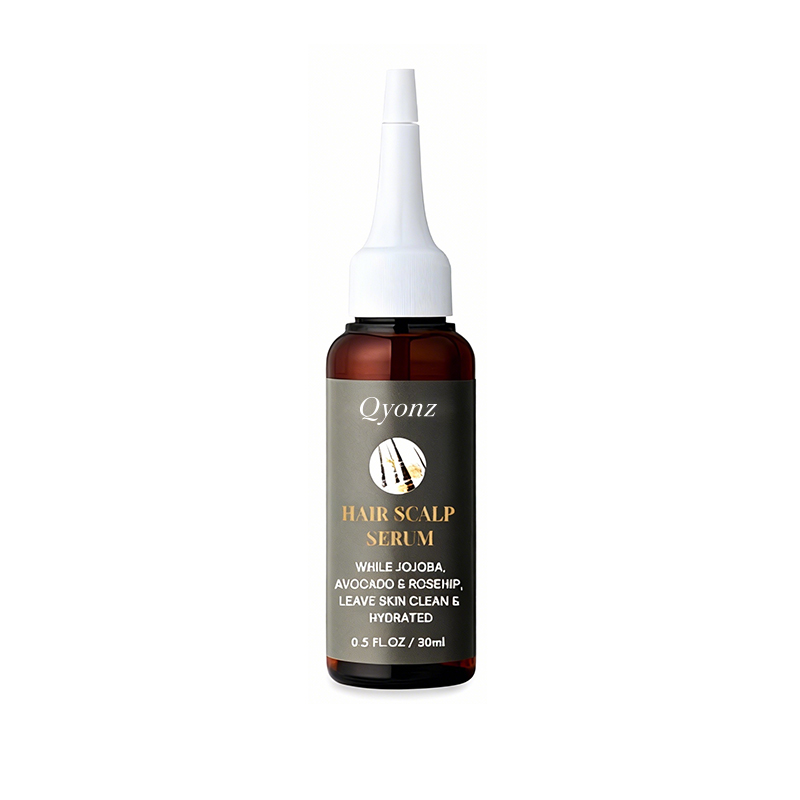 Qyonz
HAIR SCALP
SERUM
WHILE JOJOBA,
AVOCADO & ROSEHIP,
LEAVE SKIN CLEAN &
HYDRATED
0.5 FL.OZ / 30ml